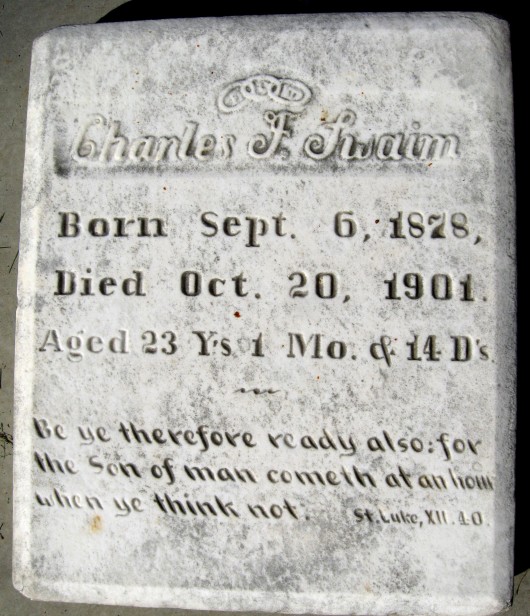 Charles F. Swaim
Born Sept. 6, 1878,
Died Oct. 20, 1901.
Aged 23 Ys. 1 Mo. & 14 D's.
Be ye therefore ready also: for
the Son of man cometh at an hour
when ye think not. St. Luke, XII. 40.